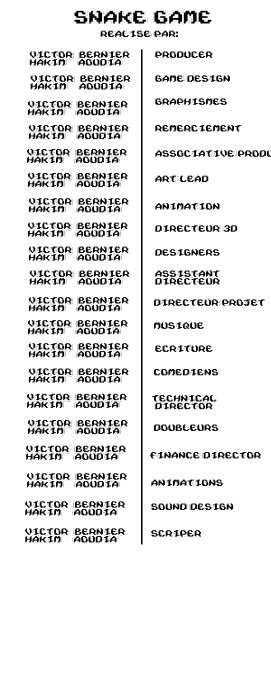 SNAKE GAME
REALISE PAR:
VICTOR BERNIER PRODUCER
HAKIM AOUDIA
VICTOR BERNIER GAME DESIGN
HAKIM AOUDIA
VICTOR BERNIER GRAPHISMES
HAKIM AOUDIA
VICTOR BERNIER REMERCIEMENT
HAKIM AOUDIA
VICTOR BERNIER ASSOCIATIVE PRODU
HAKIM AOUDIA
VICTOR BERNIER ART LEAD
HAKIM AOUDIA
VICTOR BERNIER ANIMATION
HAKIM AOUDIA
VICTOR BERNIER DIRECTEUR 3D
HAKIM AOUDIA
VICTOR BERNIER DESIGNERS
HAKIM AOUDIA
VICTOR BERNIER ASSISTANT
HAKIM AOUDIA DIRECTEUR
VICTOR BERNIER DIRECTEUR PROJET
HAKIM AOUDIA
VICTOR BERNIER MUSIQUE
HAKIM AOUDIA
VICTOR BERNIER ECRITURE
HAKIM AOUDIA
VICTOR BERNIER COMEDIENS
HAKIM AOUDIA
VICTOR BERNIER TECHNICAL
HAKIM AOUDIA DIRECTOR
VICTOR BERNIER DOUBLEURS
HAKIM AOUDIA
VICTOR BERNIER FINANCE DIRECTOR
HAKIM AOUDIA
VICTOR BERNIER ANIMATIONS
HAKIM AOUDIA
VICTOR BERNIER SOUND DESIGN
HAKIM AOUDIA
VICTOR BERNIER SCRIPER
HAKIM AOUDIA